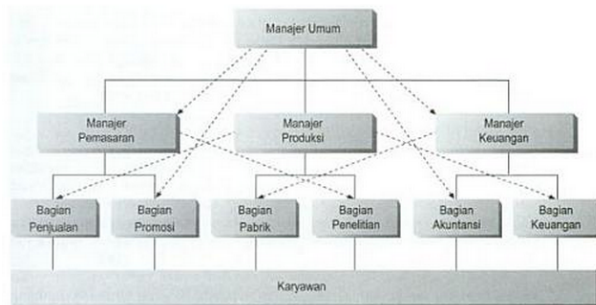 Manajer Umum
Manajer
Pemasaran
Manajer
Produksi
Manajer
Keuangan
Bagian
Penjualan
Bagian
Promosi
Bagian
Pabrik
Bagian
Penelitian
Bagian
Akuntansi
Bagian
Keuangan
Karyawan